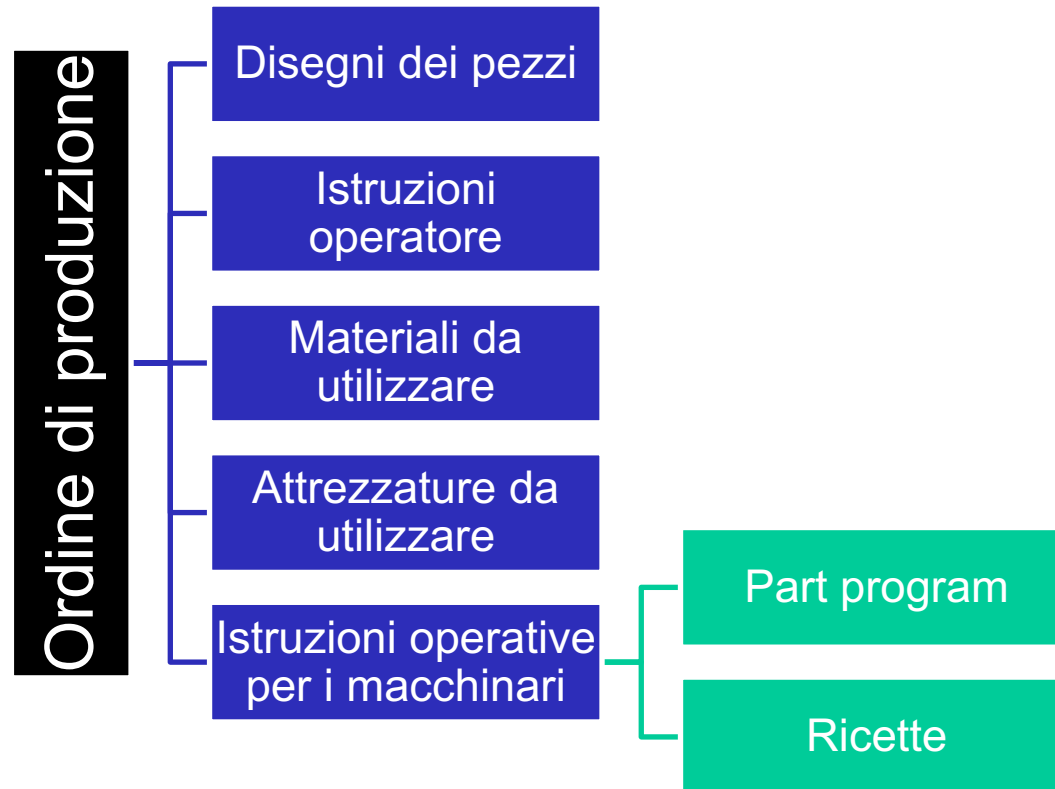 Ordine di produzione
Disegni dei pezzi
Istruzioni
operatore
Materiali da
utilizzare
Attrezzature da
utilizzare
Istruzioni operative
per i macchinari
Part program
Ricette